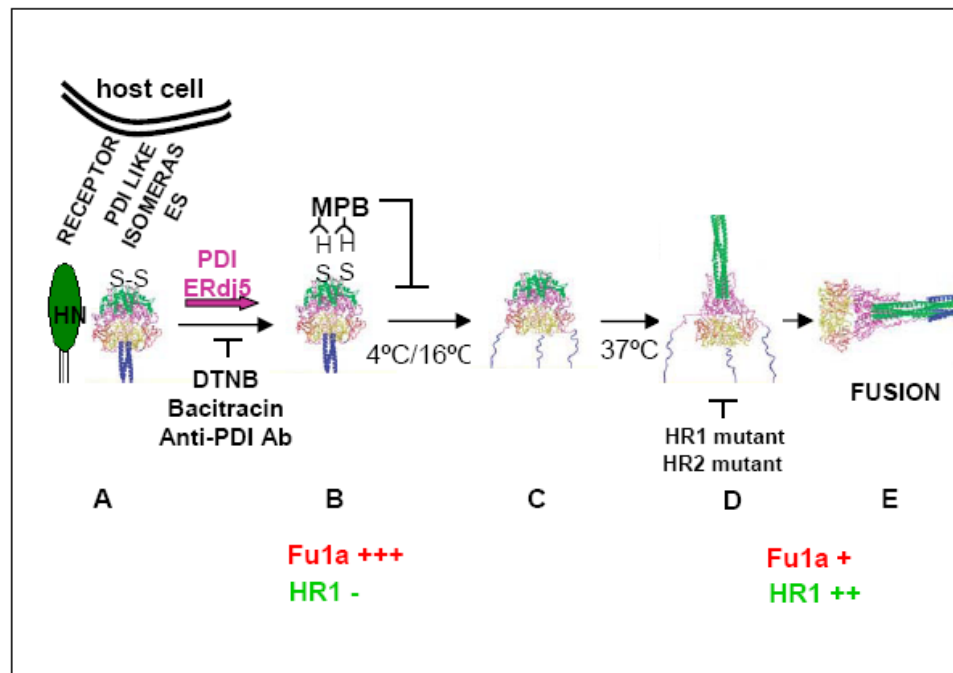 host cell
RECEPTOR
PDI LIKE
ISOMERAS
ES
HN
S-S
PDI
ERdj5
DTNB
Bacitracin
Anti-PDI Ab
MPB
H H
S S
4ºC/16ºC
37ºC
HR1 mutant
HR2 mutant
FUSION
A B C D E
Fu1a +++
HR1 -
Fu1a +
HR1 ++